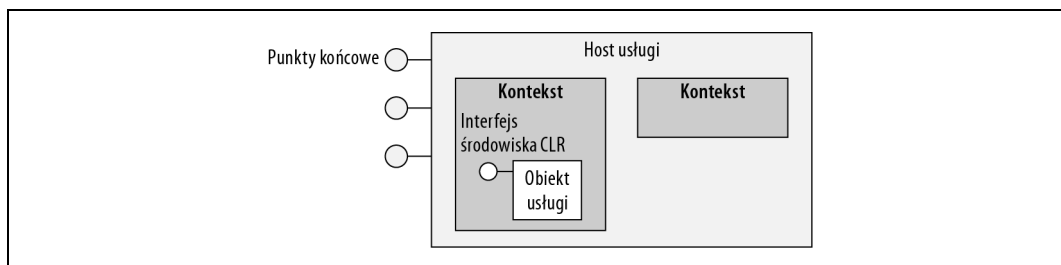 Host usługi
Punkty końcowe
Kontekst
Interfejs
środowiska CLR
Obiekt
usługi
Kontekst